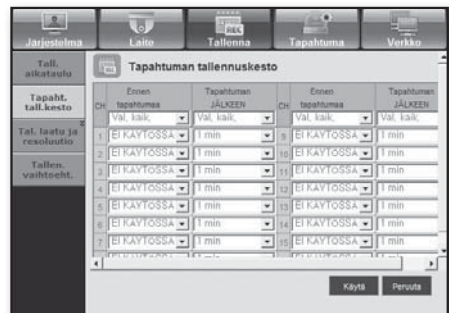 Järjestelmä Laite Tallenna Tapahtuma Verkko
REC
Tall. aikataulu
Tapaht. tall.kesto
Tal. laatu ja resoluutio
Tallen. vaihtoeht.
Tapahtuman tallennuskesto
CH Ennen tapahtumaa Tapahtuman JÄLKEEN CH Ennen tapahtumaa Tapahtuman JÄLKEEN
Val. kaik. Val. kaik. Val. kaik. Val. kaik.
1 EI KÄYTÖSSÄ 1 min 9 EI KÄYTÖSSÄ 1 min
2 EI KÄYTÖSSÄ 1 min 10 EI KÄYTÖSSÄ 1 min
3 EI KÄYTÖSSÄ 1 min 11 EI KÄYTÖSSÄ 1 min
4 EI KÄYTÖSSÄ 1 min 12 EI KÄYTÖSSÄ 1 min
5 EI KÄYTÖSSÄ 1 min 13 EI KÄYTÖSSÄ 1 min
6 EI KÄYTÖSSÄ 1 min 14 EI KÄYTÖSSÄ 1 min
7 EI KÄYTÖSSÄ 1 min 15 EI KÄYTÖSSÄ 1 min
Käytä Peruuta